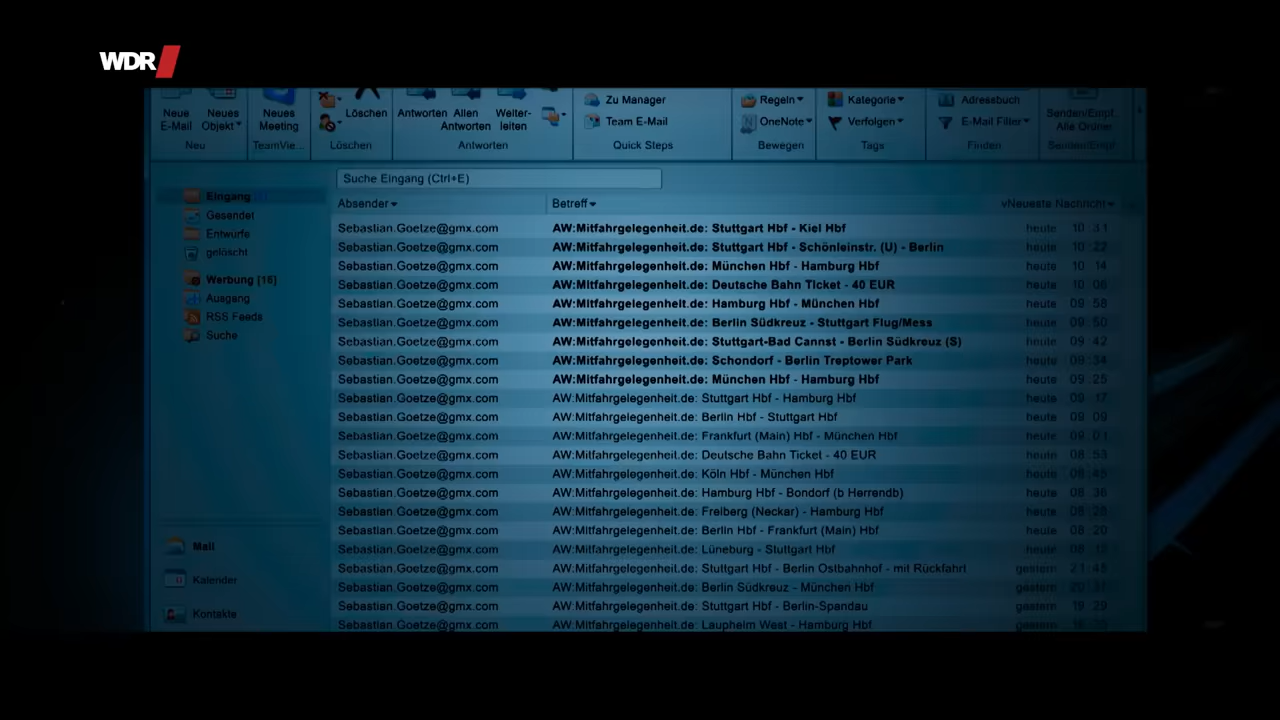 WDR
Neue E-Mail
Neues Objekt
Neu
Neues Meeting
TeamVie...
Löschen
Löschen
Antworten
Allen Antworten
Weiter-leiten
Antworten
Zu Manager
Team E-Mail
Quick Steps
Regeln
OneNote
Bewegen
Kategorie
Verfolgen
Tags
Adressbuch
E-Mail Filter
Finden
Senden/Empf.
Alle Ordner
Senden/Empf
Suche Eingang (Ctrl+E)
Eingang
Gesendet
Entwürfe
gelöscht
Werbung [16]
Ausgang
RSS Feeds
Suche
Mail
Kalender
Kontakte
Absender Betreff vNeueste Nachricht
Sebastian.Goetze@gmx.com AW:Mitfahrgelegenheit.de: Stuttgart Hbf - Kiel Hbf heute 10:31
Sebastian.Goetze@gmx.com AW:Mitfahrgelegenheit.de: Stuttgart Hbf - Schönleinstr. (U) - Berlin heute 10:22
Sebastian.Goetze@gmx.com AW:Mitfahrgelegenheit.de: München Hbf - Hamburg Hbf heute 10 14
Sebastian.Goetze@gmx.com AW:Mitfahrgelegenheit.de: Deutsche Bahn Ticket - 40 EUR heute 10 06
Sebastian.Goetze@gmx.com AW:Mitfahrgelegenheit.de: Hamburg Hbf - München Hbf heute 09:58
Sebastian.Goetze@gmx.com AW:Mitfahrgelegenheit.de: Berlin Südkreuz - Stuttgart Flug/Mess heute 09:50
Sebastian.Goetze@gmx.com AW:Mitfahrgelegenheit.de: Stuttgart-Bad Cannst - Berlin Südkreuz (S) heute 09:42
Sebastian.Goetze@gmx.com AW:Mitfahrgelegenheit.de: Schondorf - Berlin Treptower Park heute 09:34
Sebastian.Goetze@gmx.com AW:Mitfahrgelegenheit.de: München Hbf - Hamburg Hbf heute 09:25
Sebastian.Goetze@gmx.com AW:Mitfahrgelegenheit.de: Stuttgart Hbf - Hamburg Hbf heute 09 17
Sebastian.Goetze@gmx.com AW:Mitfahrgelegenheit.de: Berlin Hbf - Stuttgart Hbf heute 09 09
Sebastian.Goetze@gmx.com AW:Mitfahrgelegenheit.de: Frankfurt (Main) Hbf - München Hbf heute 09 01
Sebastian.Goetze@gmx.com AW:Mitfahrgelegenheit.de: Deutsche Bahn Ticket - 40 EUR heute 08:53
Sebastian.Goetze@gmx.com AW:Mitfahrgelegenheit.de: Köln Hbf - München Hbf heute
Sebastian.Goetze@gmx.com AW:Mitfahrgelegenheit.de: Hamburg Hbf - Bondorf (b Herrendb) heute 08:36
Sebastian.Goetze@gmx.com AW:Mitfahrgelegenheit.de: Freiberg (Neckar) - Hamburg Hbf heute 08:28
Sebastian.Goetze@gmx.com AW:Mitfahrgelegenheit.de: Berlin Hbf - Frankfurt (Main) Hbf heute 08:20
Sebastian.Goetze@gmx.com AW:Mitfahrgelegenheit.de: Lüneburg - Stuttgart Hbf heute
Sebastian.Goetze@gmx.com AW:Mitfahrgelegenheit.de: Stuttgart Hbf - Berlin Ostbahnhof - mit Rückfahrt gestern 21:45
Sebastian.Goetze@gmx.com AW:Mitfahrgelegenheit.de: Berlin Südkreuz - München Hbf gestern
Sebastian.Goetze@gmx.com AW:Mitfahrgelegenheit.de: Stuttgart Hbf - Berlin-Spandau gestern 19 29
Sebastian.Goetze@gmx.com AW:Mitfahrgelegenheit.de: Laupheim West - Hamburg Hbf gestern